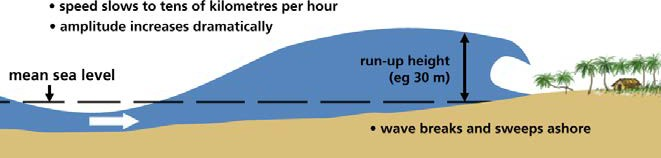 • speed slows to tens of kilometres per hour
• amplitude increases dramatically
mean sea level
run-up height
(eg 30 m)
• wave breaks and sweeps ashore